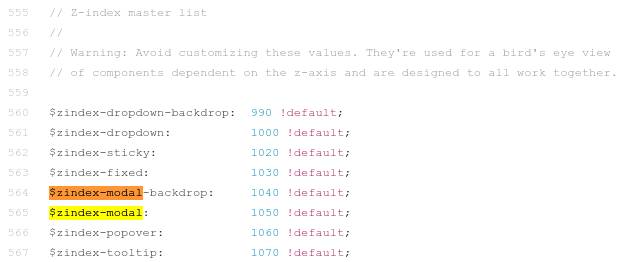 555 // Z-index master list
556 //
557 // Warning: Avoid customizing these values. They're used for a bird's eye view
558 // of components dependent on the z-axis and are designed to all work together.
559
560 $zindex-dropdown-backdrop:  990 !default;
561 $zindex-dropdown:           1000 !default;
562 $zindex-sticky:             1020 !default;
563 $zindex-fixed:              1030 !default;
564 $zindex-modal-backdrop:     1040 !default;
565 $zindex-modal:              1050 !default;
566 $zindex-popover:            1060 !default;
567 $zindex-tooltip:            1070 !default;